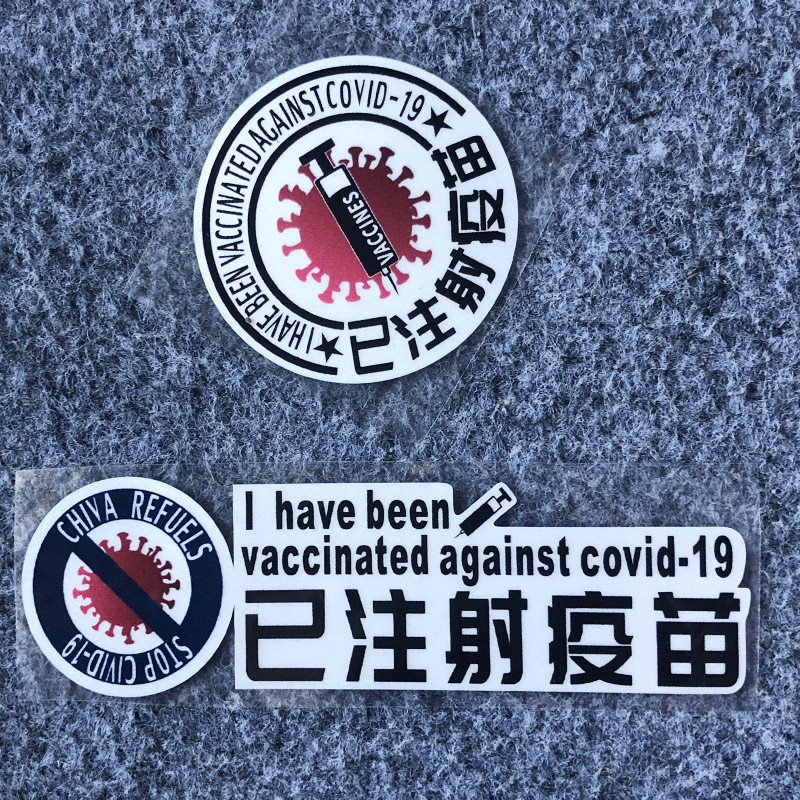 I HAVE BEEN VACCINATED AGAINST COVID-19
已注射疫苗
VACCINES
CHIVA REFUELS
STOP CIVID-19
I have been
vaccinated against covid-19
已注射疫苗